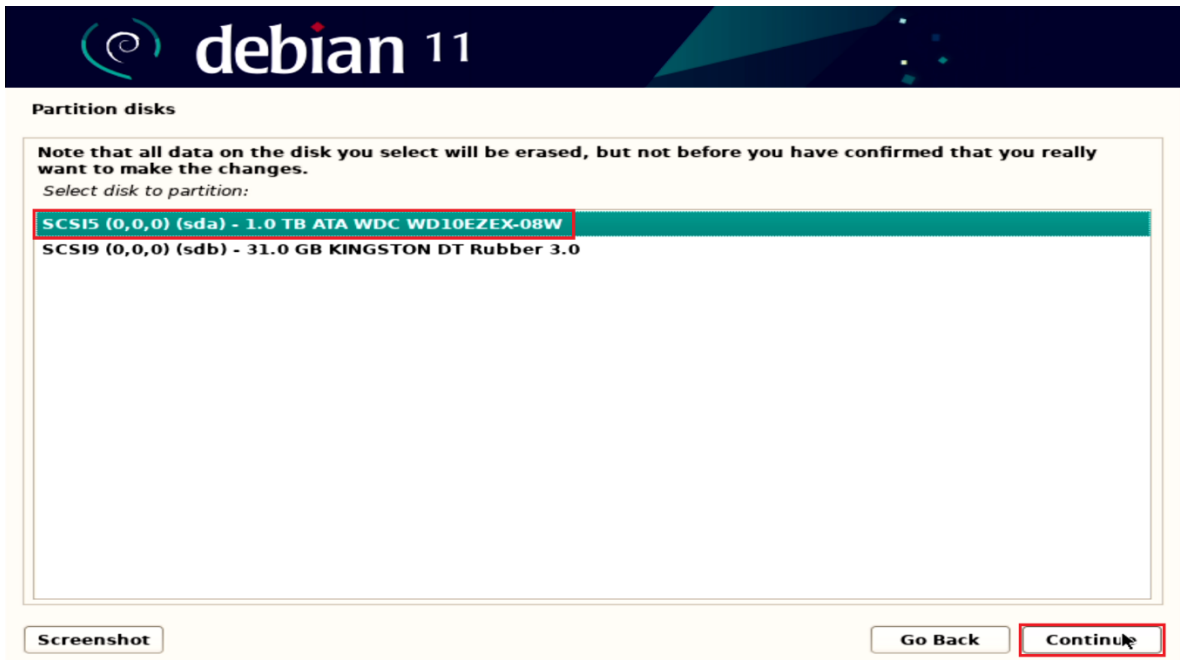 debian 11
Partition disks
Note that all data on the disk you select will be erased, but not before you have confirmed that you really
want to make the changes.
Select disk to partition:
SCSI5 (0,0,0) (sda) - 1.0 TB ATA WDC WD10EZEX-08W
SCSI9 (0,0,0) (sdb) - 31.0 GB KINGSTON DT Rubber 3.0
Screenshot
Go Back
Continue